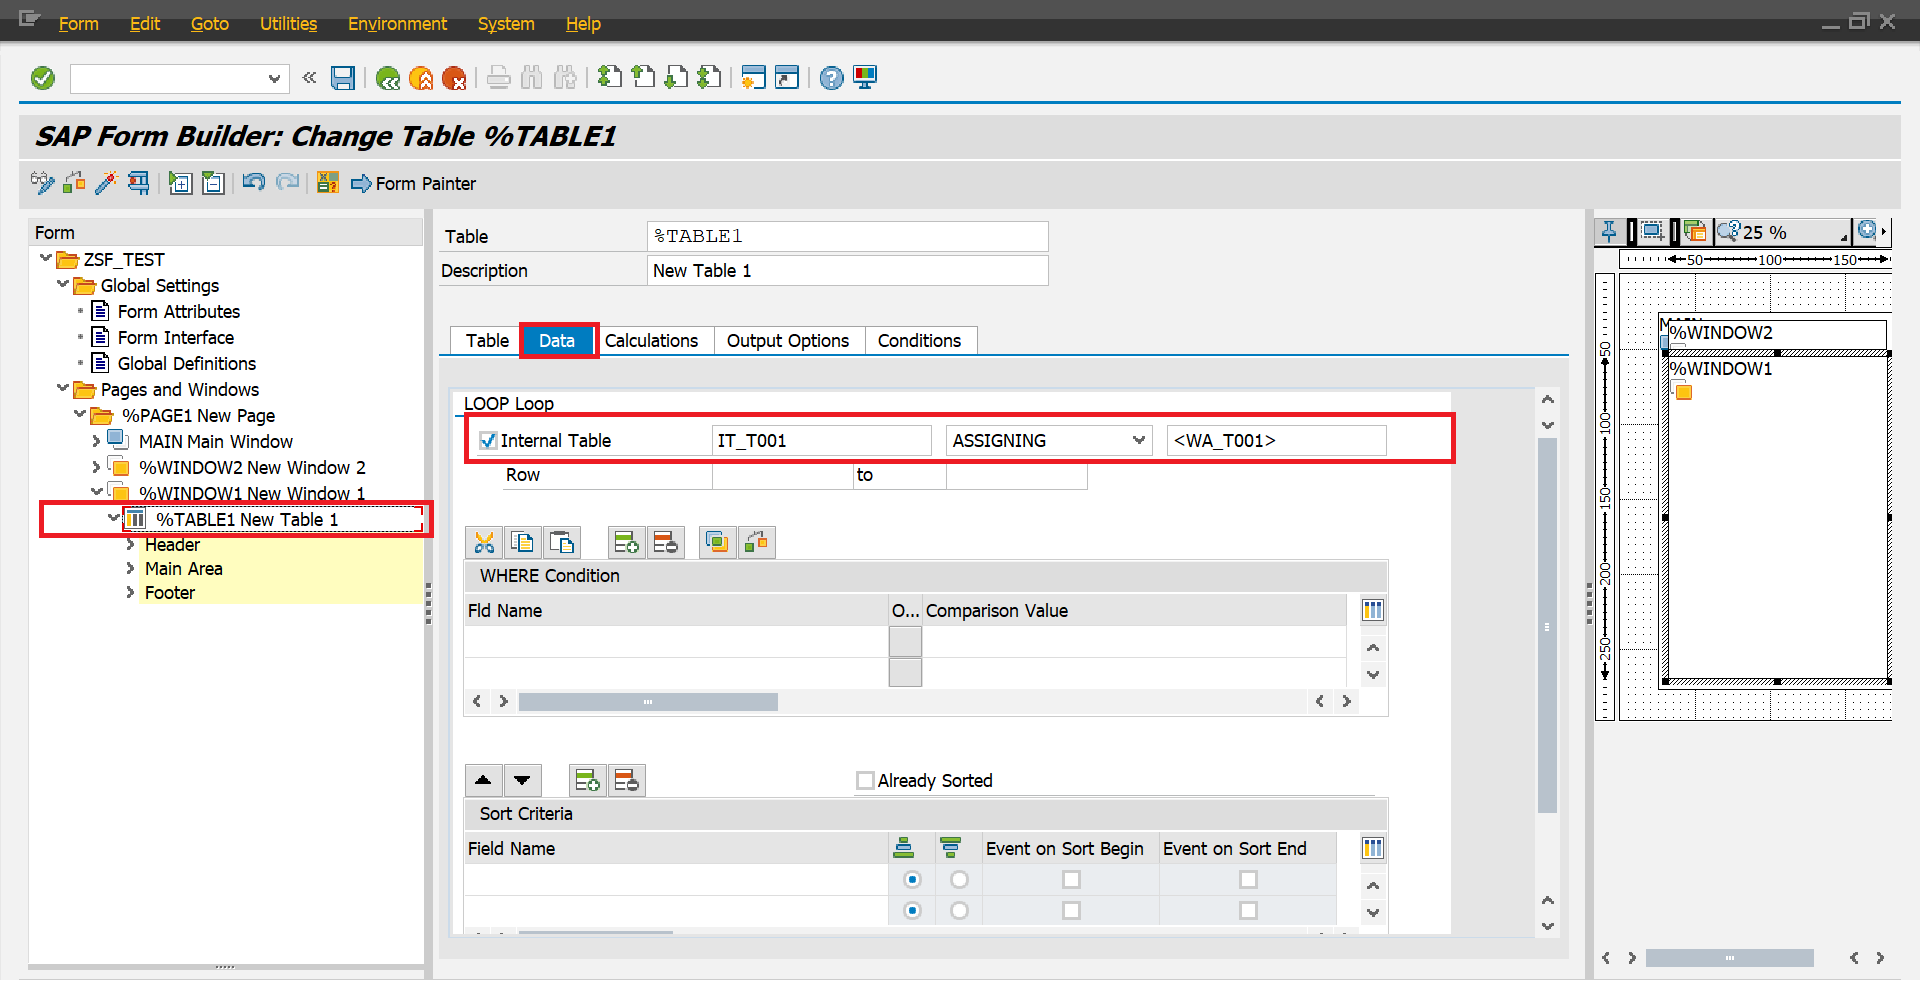 Form Edit Goto Utilities Environment System Help
SAP Form Builder: Change Table %TABLE1
Form Painter
Form
ZSF_TEST
Global Settings
Form Attributes
Form Interface
Global Definitions
Pages and Windows
%PAGE1 New Page
MAIN Main Window
%WINDOW2 New Window 2
%WINDOW1 New Window 1
%TABLE1 New Table 1
Header
Main Area
Footer
Table %TABLE1
Description New Table 1
Table Data Calculations Output Options Conditions
LOOP Loop
Internal Table IT_T001 ASSIGNING <WA_T001>
Row to
WHERE Condition
Fld Name O... Comparison Value
Already Sorted
Sort Criteria
Field Name Event on Sort Begin Event on Sort End
25 %
50 100 150
50
100
150
200
250
%WINDOW2
%WINDOW1